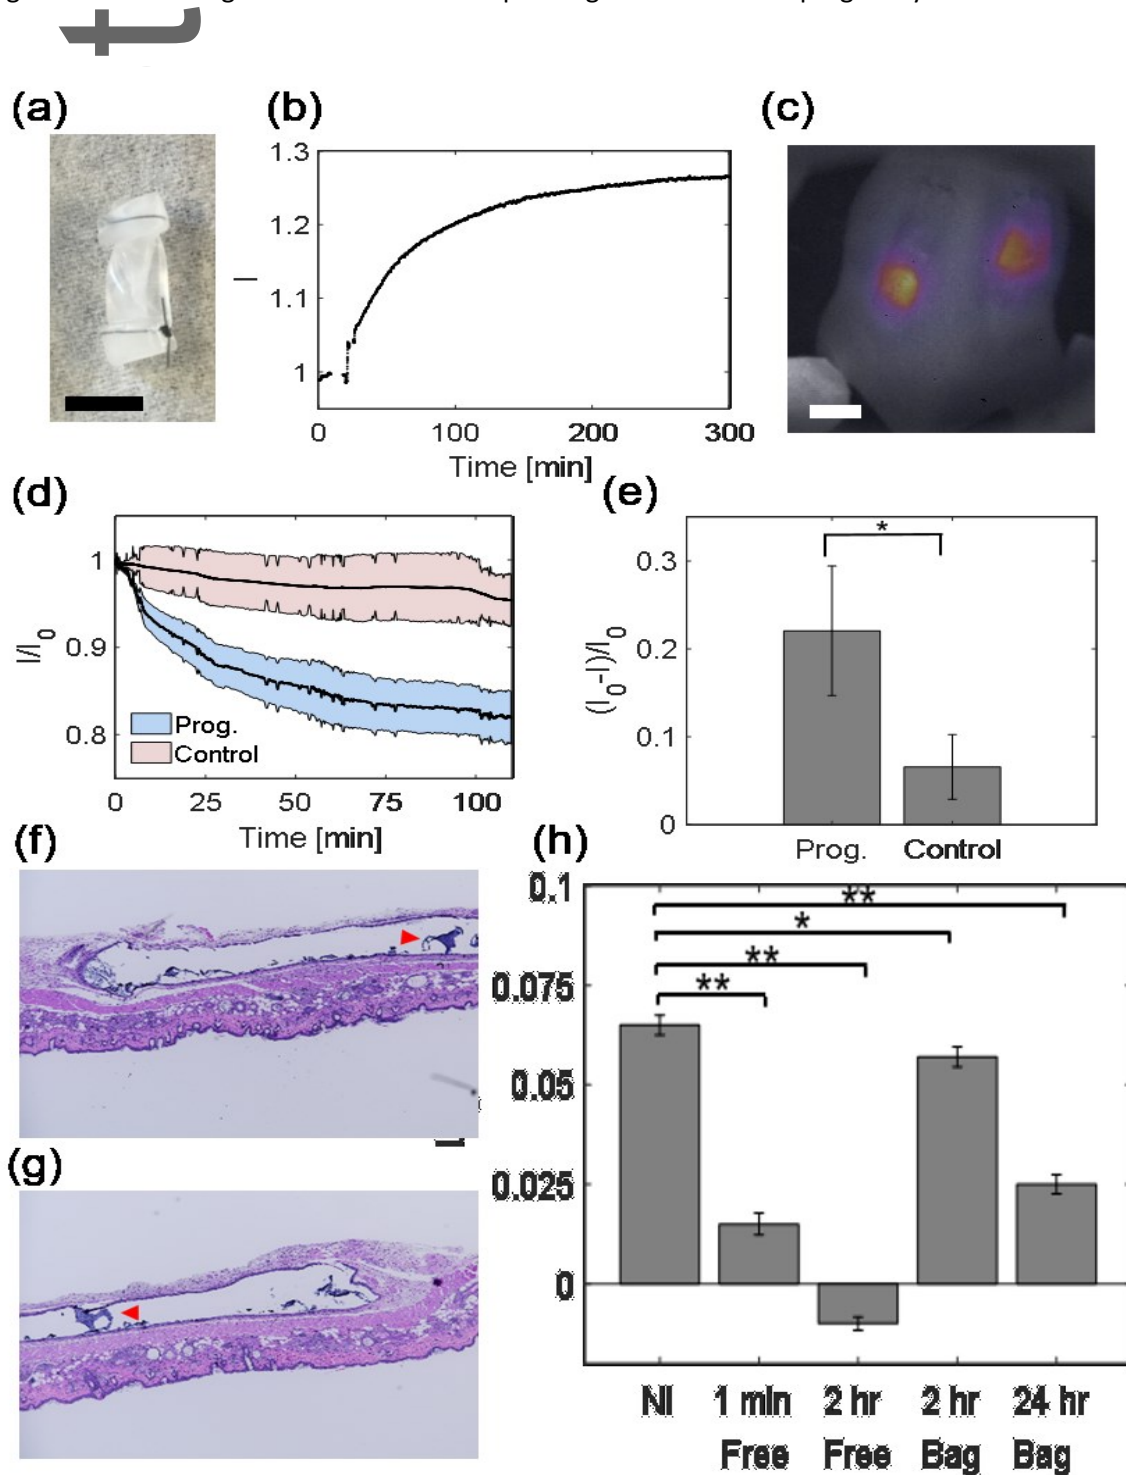 (a)
(b)
(c)
1.3
1.2
1.1
1
I
0
100
200
300
Time [min]
(d)
(e)
1
0.9
0.8
I/I0
Prog.
Control
0
25
50
75
100
Time [min]
*
0.3
0.2
0.1
0
(I0-I)/I0
Prog.
Control
(f)
(g)
(h)
0.1
0.075
0.05
0.025
0
**
*
**
**
NI
1 min
Free
2 hr
Free
2 hr
Bag
24 hr
Bag